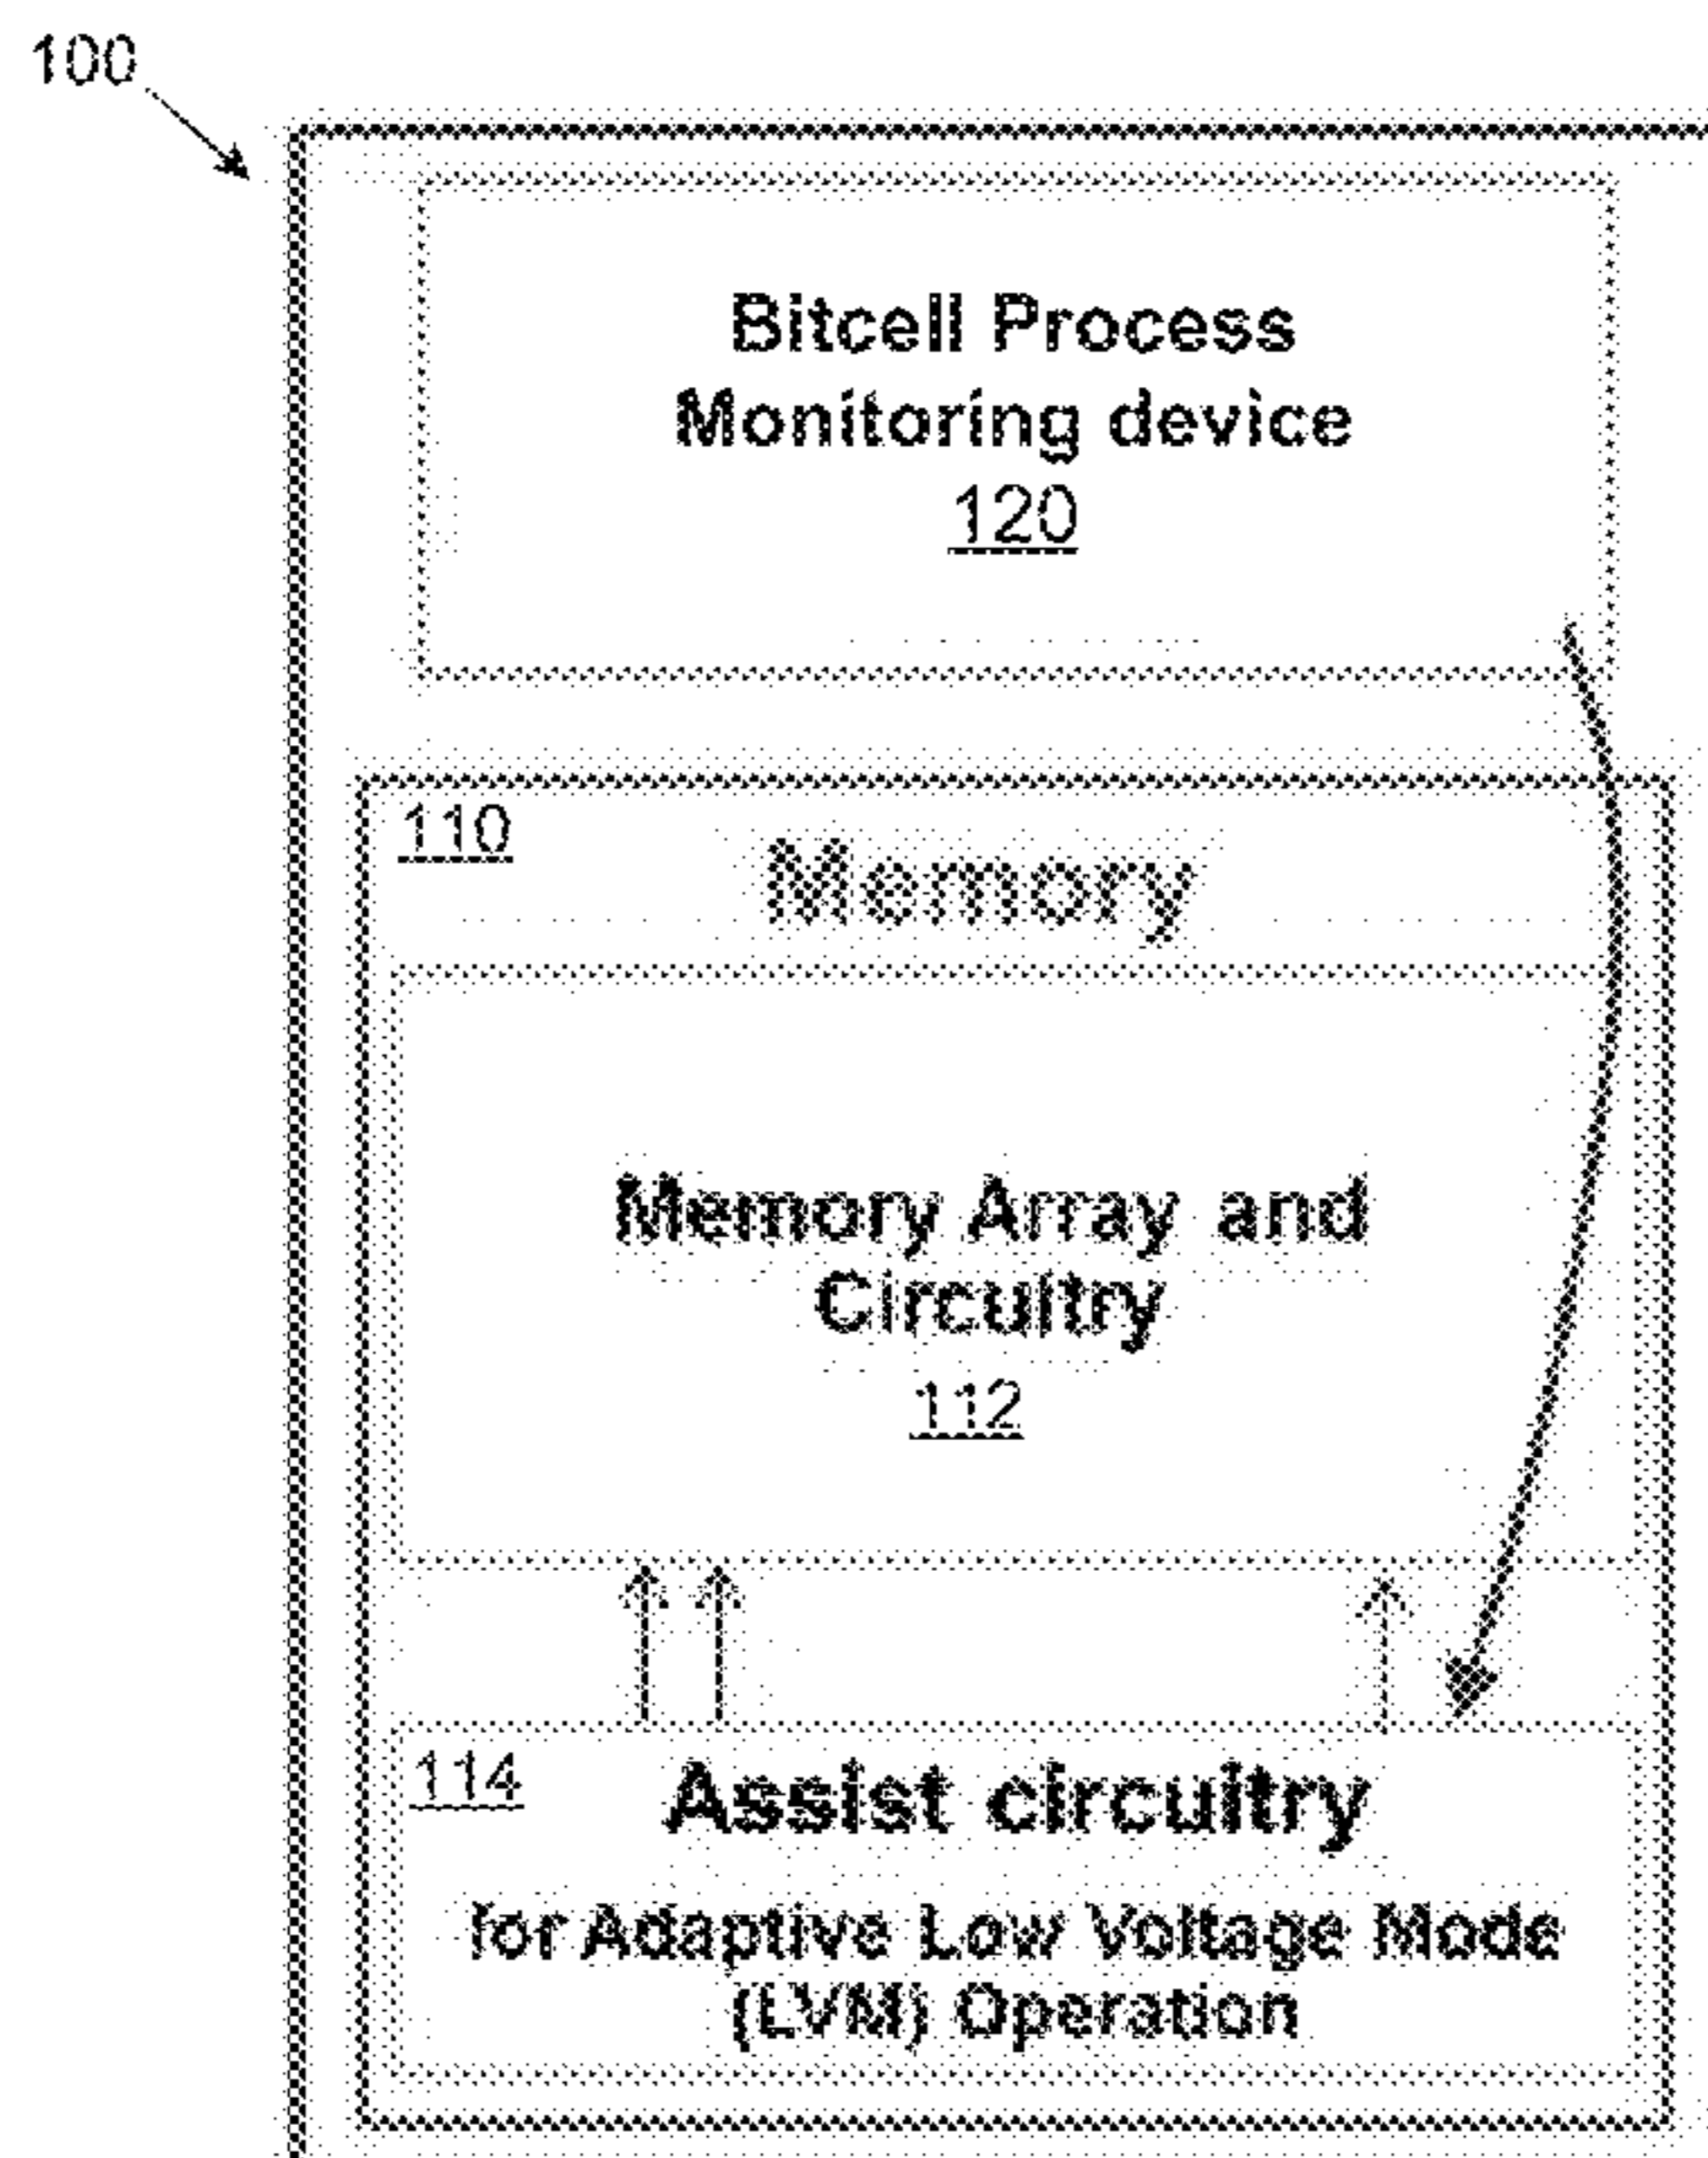 100
Bitcell Process
Monitoring device
120
110
Memory
Memory Array and
Circuitry
112
114
Assist circuitry
for Adaptive Low Voltage Mode
(LVM) Operation